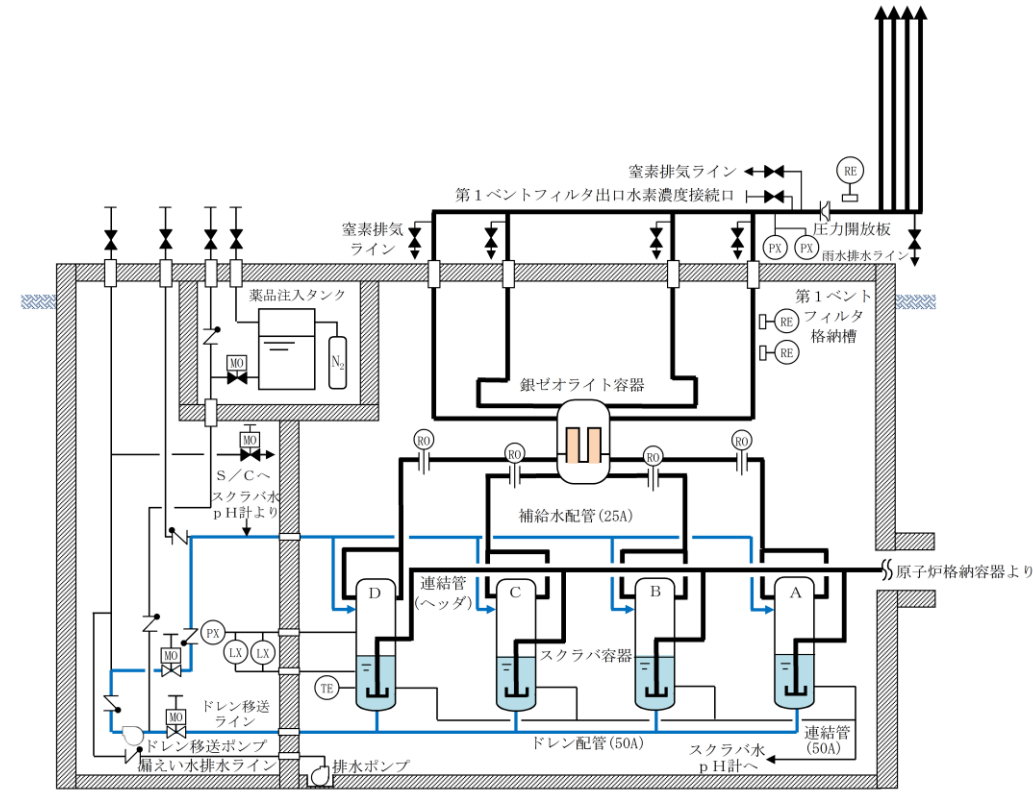 窒素排気ライン
RE
第１ベントフィルタ出口水素濃度接続口
窒素排気
ライン
圧力開放板
PX
PX
雨水排水ライン
薬品注入タンク
第１ベント
フィルタ
格納槽
RE
RE
MO
N₂
銀ゼオライト容器
MO
RO
RO
RO
RO
S／Cへ
スクラバ水
ｐH計より
補給水配管(25A)
原子炉格納容器より
連結管
(ヘッダ)
D
C
B
A
PX
LX
LX
MO
スクラバ容器
TE
ドレン移送
ライン
MO
ドレン移送ポンプ
漏えい水排水ライン
排水ポンプ
ドレン配管(50A)
連結管
(50A)
スクラバ水
ｐH計へ